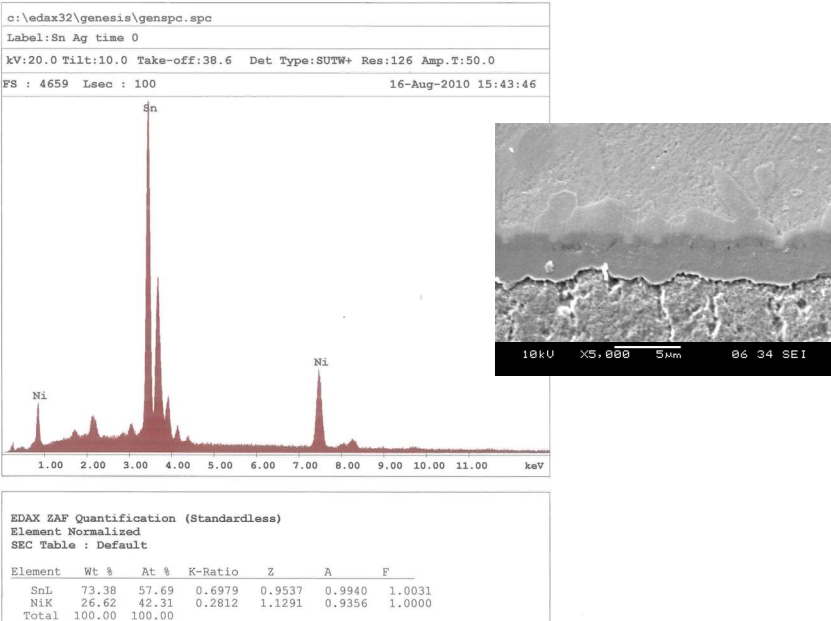 c:\edax32\genesis\genspc.spc
Label:Sn Ag time 0
kV:20.0 Tilt:10.0 Take-off:38.6 Det Type:SUTW+ Res:126 Amp.T:50.0
FS : 4659 Lsec : 100 16-Aug-2010 15:43:46
Sn
Ni
Ni
1.00 2.00 3.00 4.00 5.00 6.00 7.00 8.00 9.00 10.00 11.00 keV
10kU X5,000 5µm 06 34 SEI
EDAX ZAF Quantification (Standardless)
Element Normalized
SEC Table : Default
Element Wt % At % K-Ratio Z A F
SnL 73.38 57.69 0.6979 0.9537 0.9940 1.0031
NiK 26.62 42.31 0.2812 1.1291 0.9356 1.0000
Total 100.00 100.00